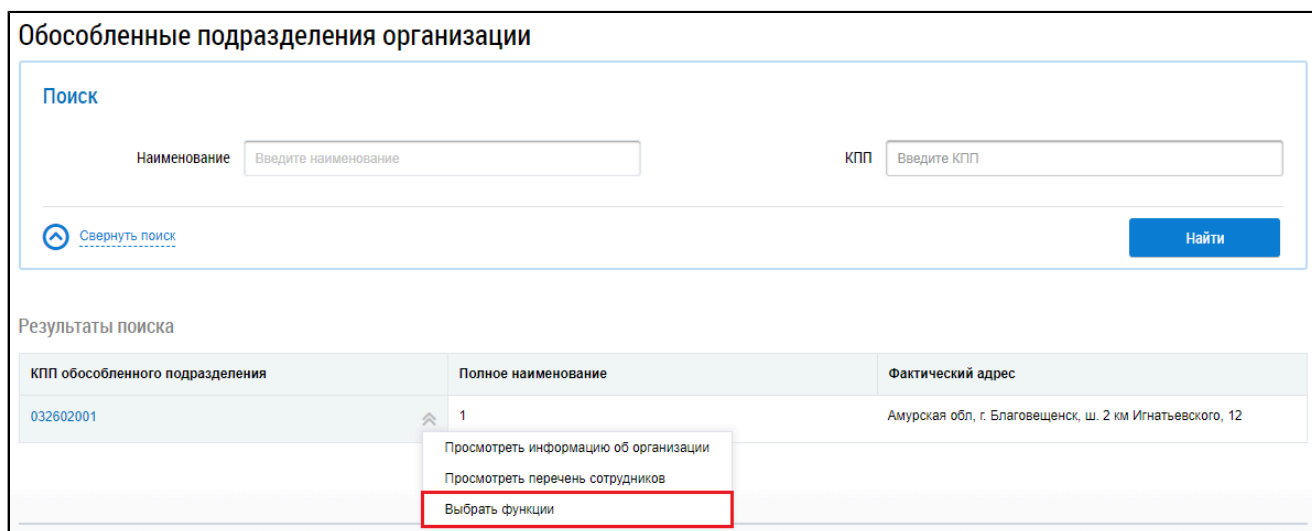 Обособленные подразделения организации
Поиск
Наименование Введите наименование КПП Введите КПП
Свернуть поиск Найти
Результаты поиска
КПП обособленного подразделения Полное наименование Фактический адрес
032602001 1 Амурская обл, г. Благовещенск, ш. 2 км Игнатьевского, 12
Просмотреть информацию об организации
Просмотреть перечень сотрудников
Выбрать функции